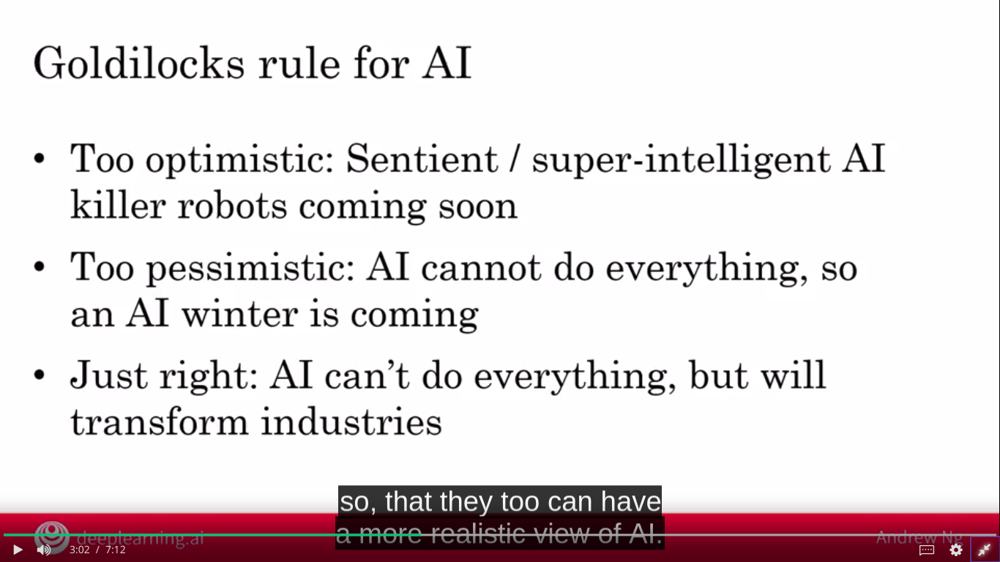 Goldilocks rule for AI
• Too optimistic: Sentient / super-intelligent AI
killer robots coming soon
• Too pessimistic: AI cannot do everything, so
an AI winter is coming
• Just right: AI can’t do everything, but will
transform industries
so, that they too can have
a more realistic view of AI.
deeplearning.ai
Andrew Ng
3:02 / 7:12